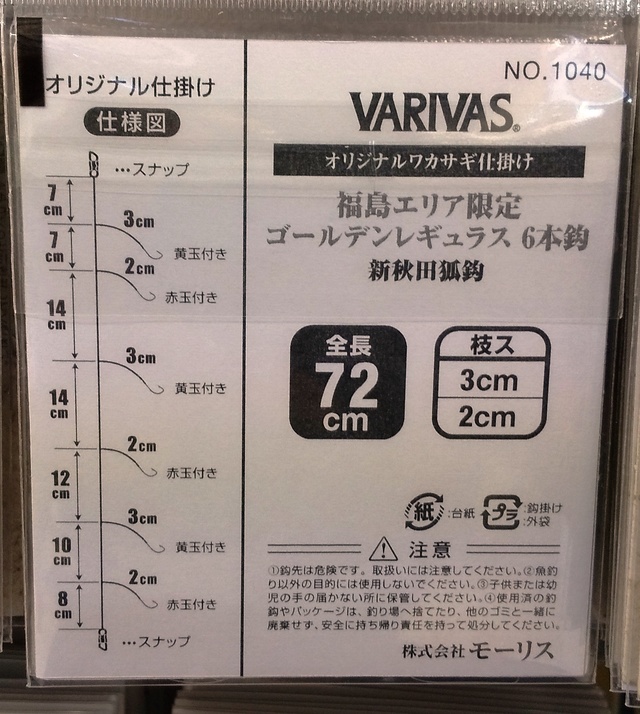 オリジナル仕掛け
仕様図
…スナップ
7
cm
3cm
黄玉付き
7
cm
2cm
赤玉付き
14
cm
3cm
黄玉付き
14
cm
2cm
赤玉付き
12
cm
3cm
黄玉付き
10
cm
2cm
赤玉付き
8
cm
…スナップ
NO.1040
VARIVAS®
オリジナルワカサギ仕掛け
福島エリア限定
ゴールデンレギュラス 6本鈎
新秋田狐鈎
全長
72
cm
枝ス
3cm
2cm
紙:台紙
プラ:鈎掛け
:外袋
注意
①鈎先は危険です。取扱いには注意してください。②魚釣
り以外の目的には使用しないでください。③子供または幼
児の手の届かない所に保管してください。④使用済の釣
鈎やパッケージは、釣り場へ捨てたり、他のゴミと一緒に
廃棄せず、安全に持ち帰り責任を持って処分してください。
株式会社 モーリス